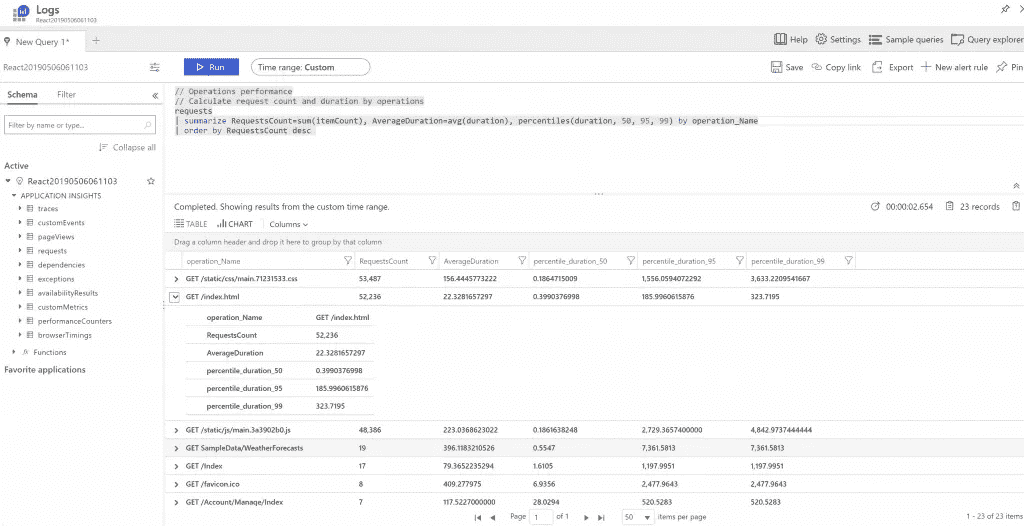 Logs
React20190506061103
New Query 1*
Help Settings Sample queries Query explorer
React20190506061103 Run Time range: Custom Save Copy link Export New alert rule Pin
Schema Filter
Filter by name or type...
Collapse all
Active
React20190506061103
APPLICATION INSIGHTS
traces
customEvents
pageViews
requests
dependencies
exceptions
availabilityResults
customMetrics
performanceCounters
browserTimings
Functions
Favorite applications
// Operations performance
// Calculate request count and duration by operations
requests
| summarize RequestsCount=sum(itemCount), AverageDuration=avg(duration), percentiles(duration, 50, 95, 99) by operation_Name
| order by RequestsCount desc
Completed. Showing results from the custom time range. 00:00:02.654 23 records
TABLE CHART Columns
Drag a column header and drop it here to group by that column
operation_Name RequestsCount AverageDuration percentile_duration_50 percentile_duration_95 percentile_duration_99
GET /static/css/main.71231533.css 53,487 156.4445773222 0.1864715009 1,556.0594072292 3,633.2209541667
GET /index.html 52,236 22.3281657297 0.3990376998 185.9960615876 323.7195
operation_Name GET /index.html
RequestsCount 52,236
AverageDuration 22.3281657297
percentile_duration_50 0.3990376998
percentile_duration_95 185.9960615876
percentile_duration_99 323.7195
GET /static/js/main.3a3902b0.js 48,386 223.0368623022 0.1861638248 2,729.3657400000 4,842.9737444444
GET SampleData/WeatherForecasts 19 396.1183210526 0.5547 7,361.5813 7,361.5813
GET /Index 17 79.3652235294 1.6105 1,197.9951 1,197.9951
GET /favicon.ico 8 409.277975 6.9356 2,477.9643 2,477.9643
GET /Account/Manage/Index 7 117.5227000000 28.0294 520.5283 520.5283
Page 1 of 1 50 items per page 1 - 23 of 23 items